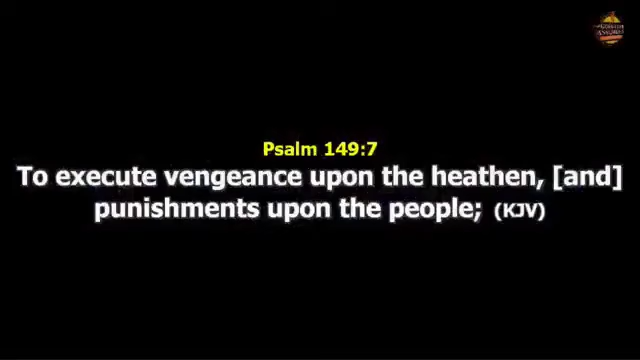 Psalm 149:7
To execute vengeance upon the heathen, [and]
punishments upon the people; (KJV)